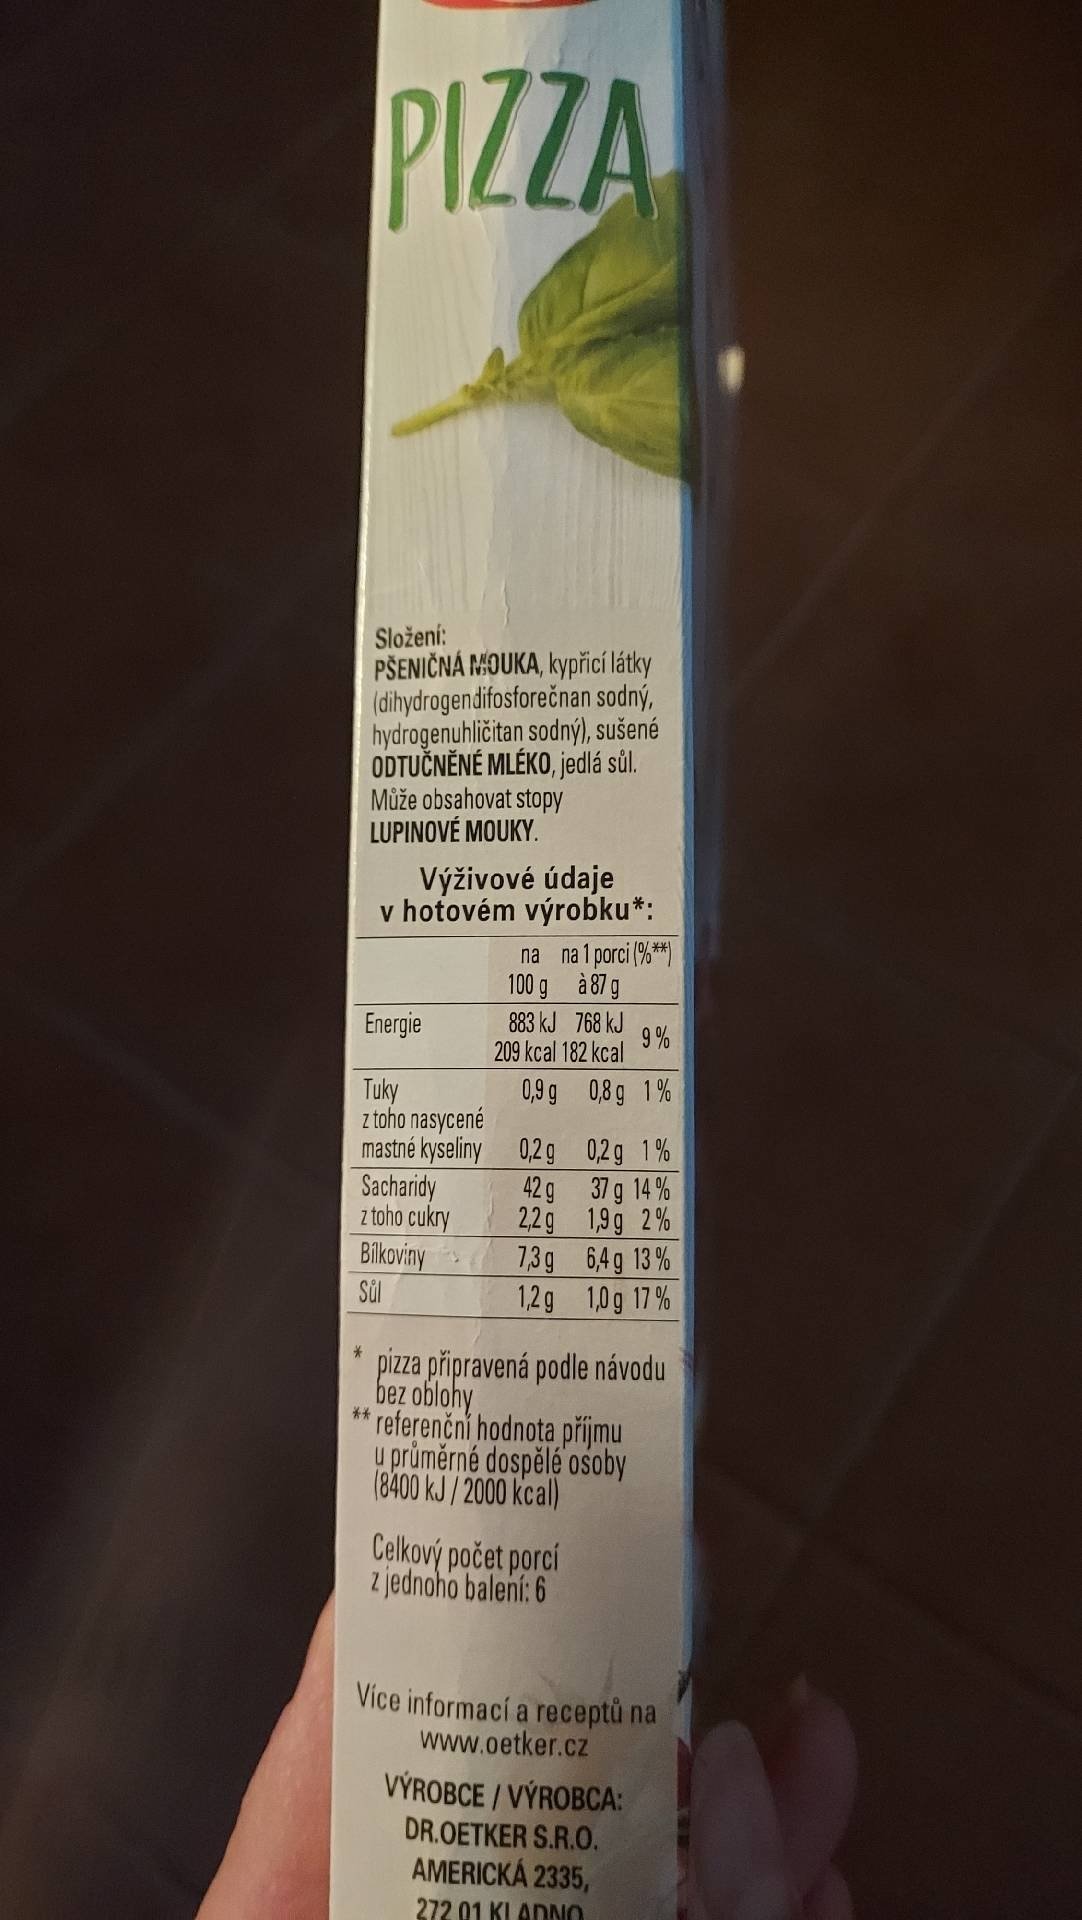 PIZZA
Složení:
PŠENIČNÁ MOUKA, kypřicí látky
(dihydrogendifosforečnan sodný,
hydrogenuhličitan sodný), sušené
ODTUČNĚNÉ MLÉKO, jedlá sůl.
Může obsahovat stopy
LUPINOVÉ MOUKY.
Výživové údaje
v hotovém výrobku*:
na na 1 porci (%**)
100 g à 87 g
Energie 883 kJ 768 kJ 9 %
209 kcal 182 kcal
Tuky 0,9 g 0,8 g 1 %
z toho nasycené
mastné kyseliny 0,2 g 0,2 g 1 %
Sacharidy 42 g 37 g 14 %
z toho cukry 2,2 g 1,9 g 2 %
Bílkoviny 7,3 g 6,4 g 13 %
Sůl 1,2 g 1,0 g 17 %
* pizza připravená podle návodu
bez oblohy
** referenční hodnota příjmu
u průměrné dospělé osoby
(8400 kJ / 2000 kcal)
Celkový počet porcí
z jednoho balení: 6
Více informací a receptů na
www.oetker.cz
VÝROBCE / VÝROBCA:
DR.OETKER S.R.O.
AMERICKÁ 2335,
272 01 KLADNO